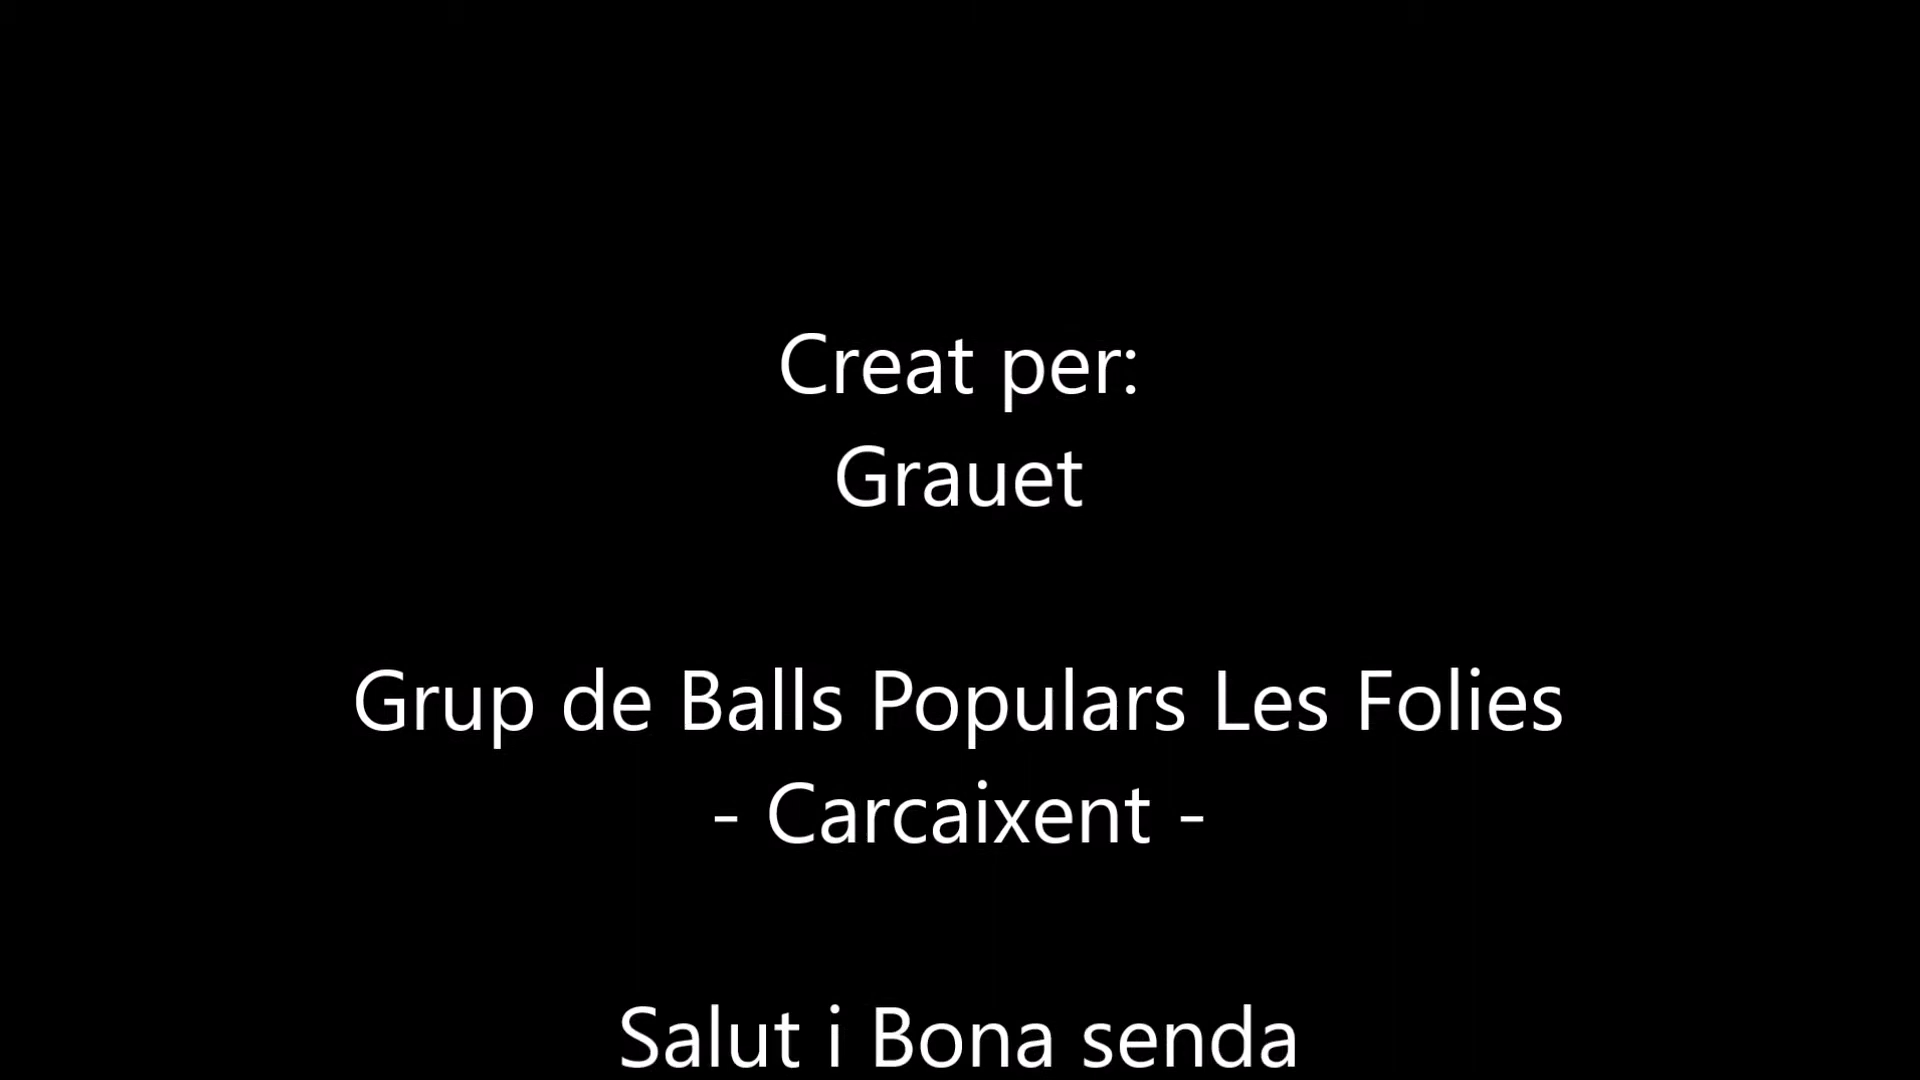 Creat per:
Grauet
Grup de Balls Populars Les Folies
- Carcaixent -
Salut i Bona senda